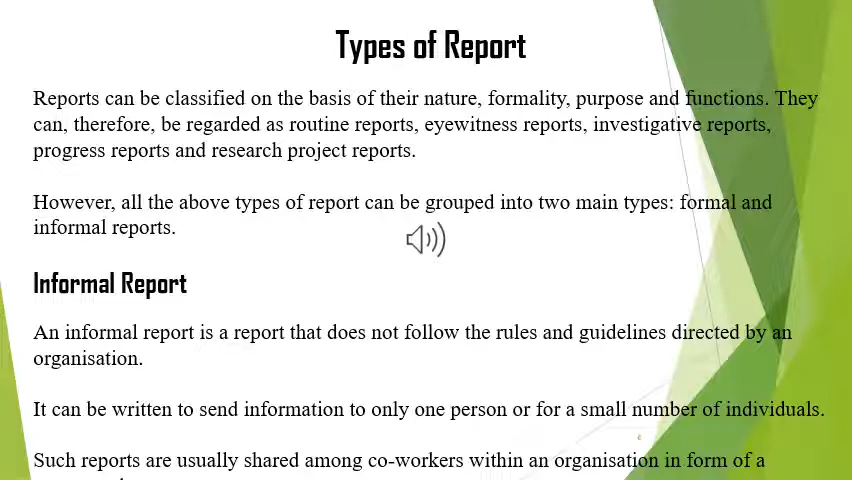 Types of Report
Reports can be classified on the basis of their nature, formality, purpose and functions. They
can, therefore, be regarded as routine reports, eyewitness reports, investigative reports,
progress reports and research project reports.
However, all the above types of report can be grouped into two main types: formal and
informal reports.
Informal Report
An informal report is a report that does not follow the rules and guidelines directed by an
organisation.
It can be written to send information to only one person or for a small number of individuals.
Such reports are usually shared among co-workers within an organisation in form of a